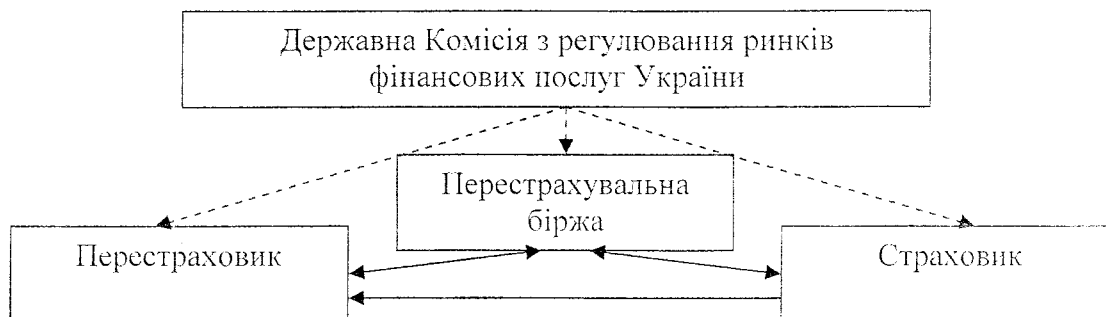 Державна Комісія з регулювання ринків
фінансових послуг України
Перестрахувальна
біржа
Перестраховик
Страховик